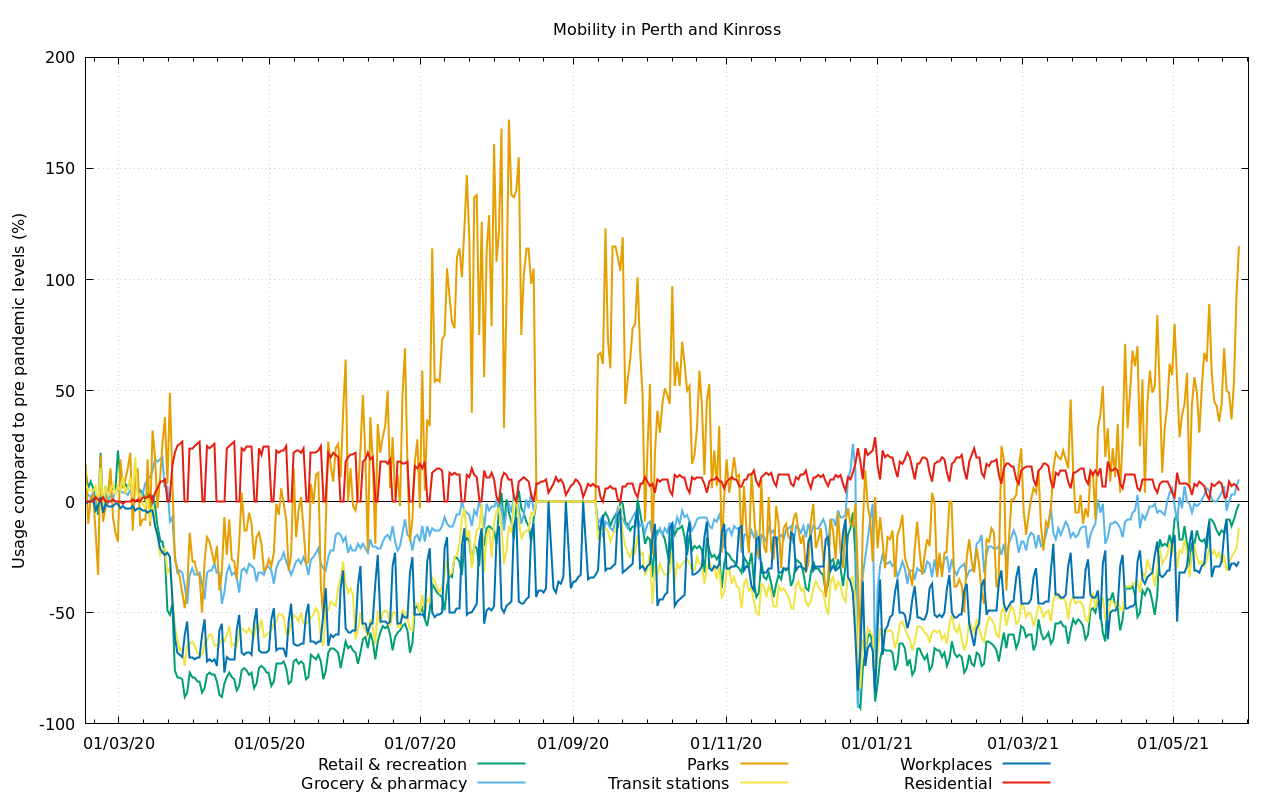 Mobility in Perth and Kinross
Usage compared to pre pandemic levels (%)
200
150
100
50
0
-50
-100
01/03/20 01/05/20 01/07/20 01/09/20 01/11/20 01/01/21 01/03/21 01/05/21
Retail & recreation Parks Workplaces
Grocery & pharmacy Transit stations Residential